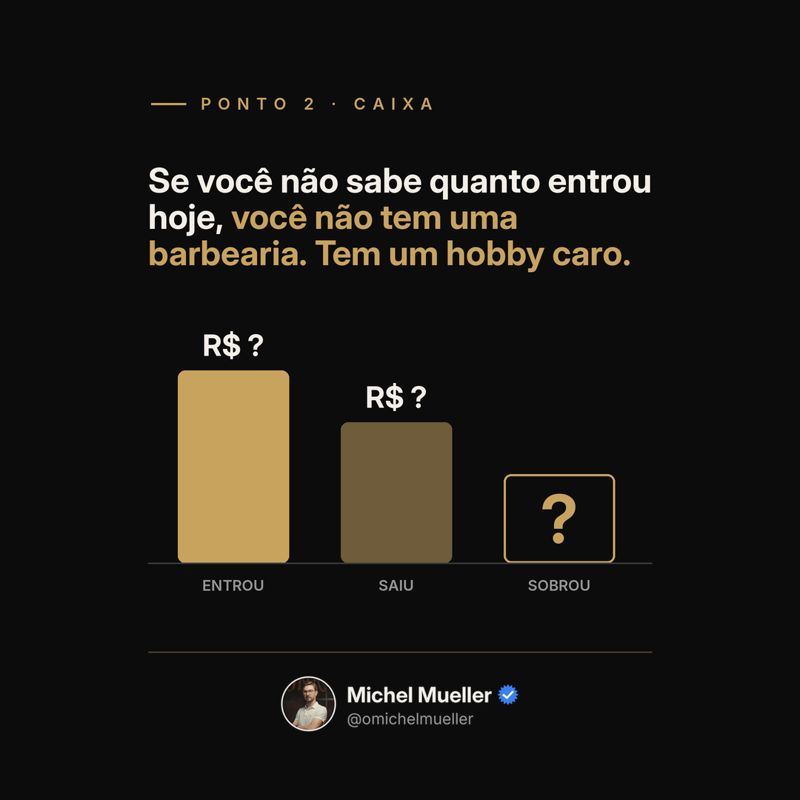 PONTO 2 · CAIXA
Se você não sabe quanto entrou
hoje, você não tem uma
barbearia. Tem um hobby caro.
R$ ?
R$ ?
?
ENTROU
SAIU
SOBROU
Michel Mueller
@omichelmueller